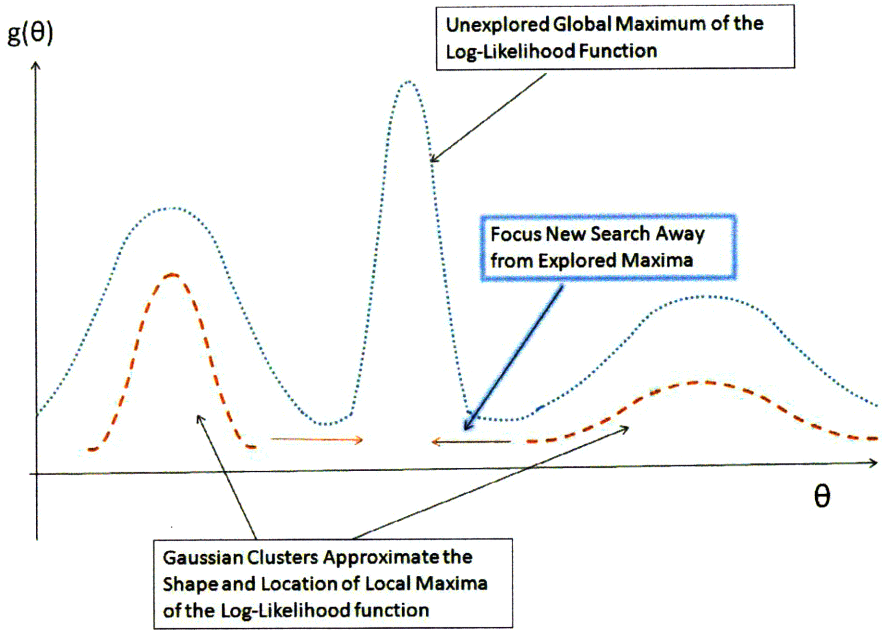 Unexplored Global Maximum of the
Log-Likelihood Function
g(θ)
Focus New Search Away
from Explored Maxima
θ
Gaussian Clusters Approximate the
Shape and Location of Local Maxima
of the Log-Likelihood function